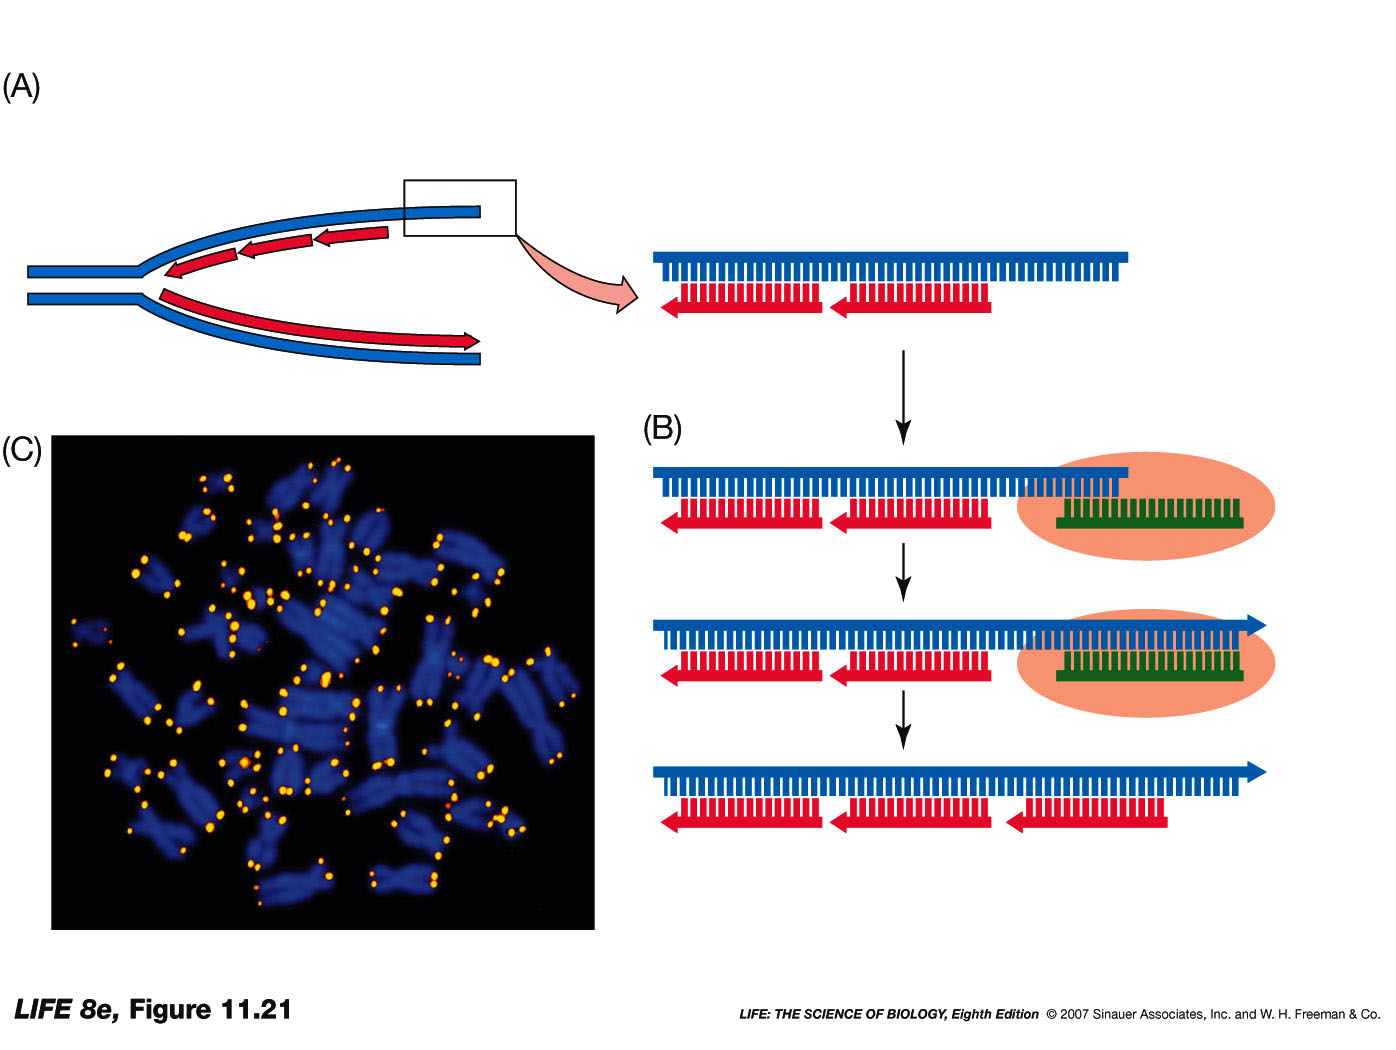 (A)
(B)
(C)
LIFE 8e, Figure 11.21
LIFE: THE SCIENCE OF BIOLOGY, Eighth Edition © 2007 Sinauer Associates, Inc. and W. H. Freeman & Co.